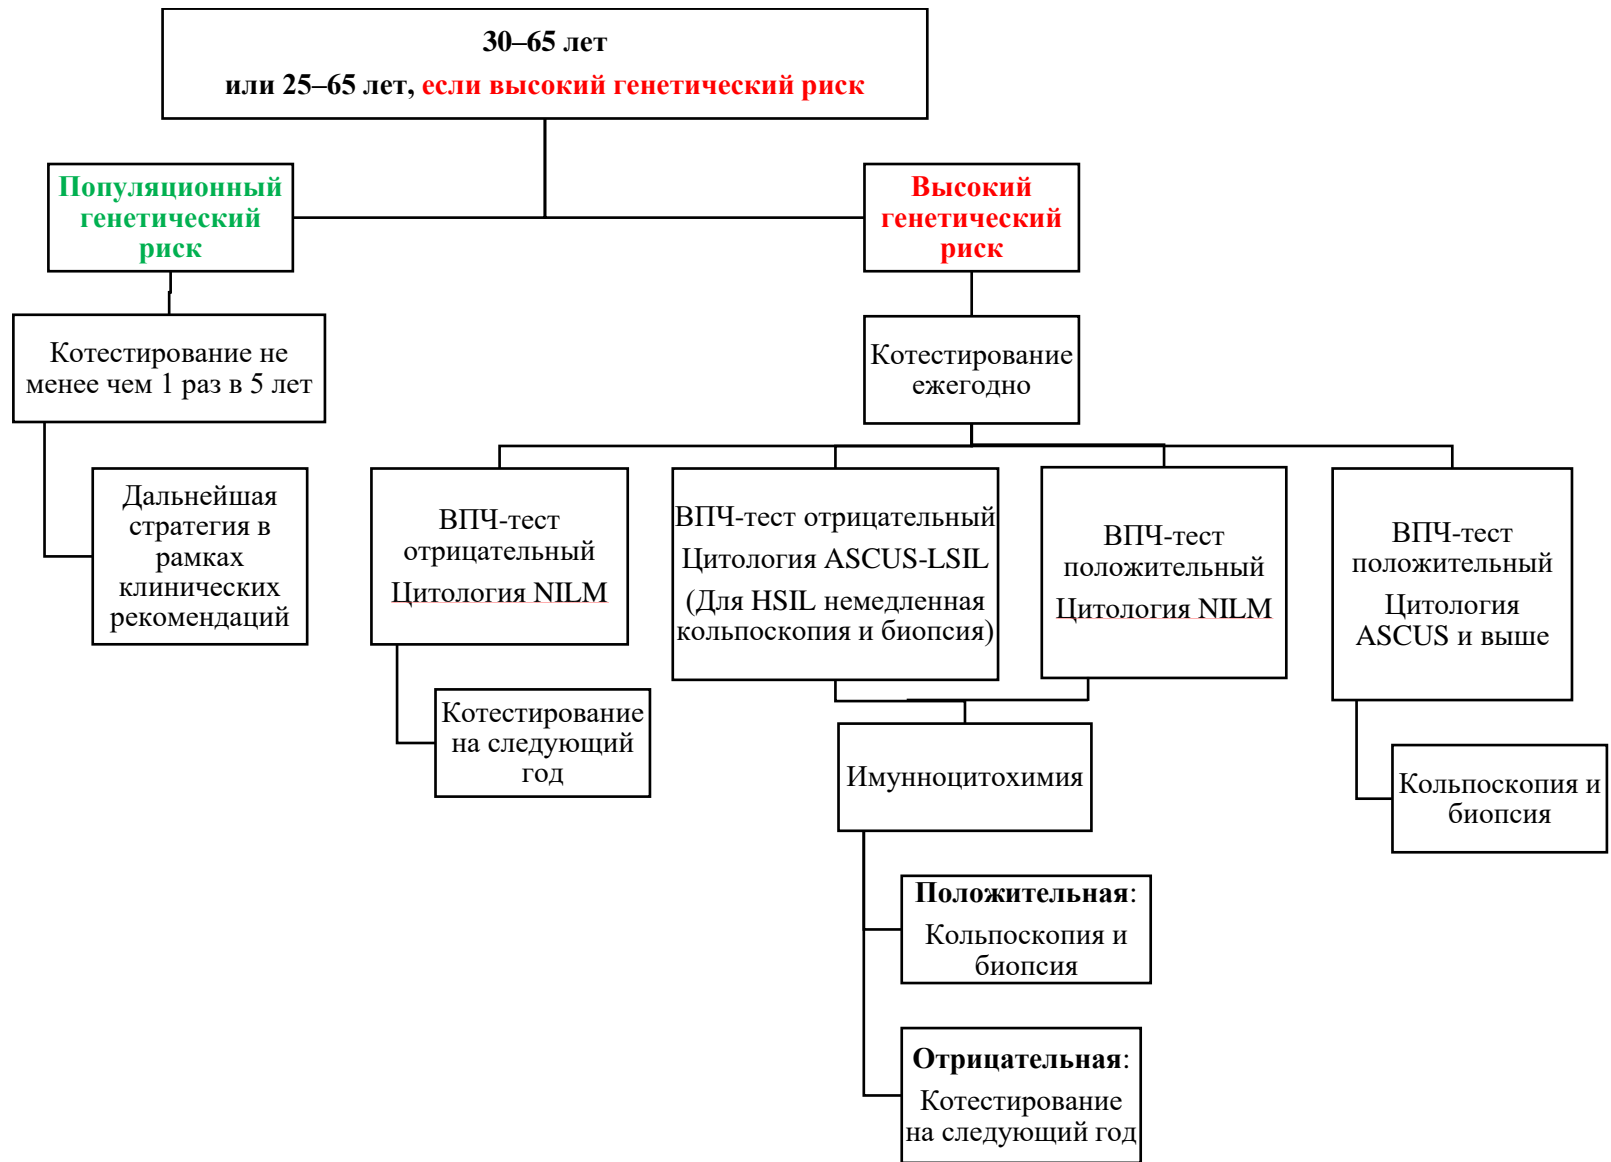 30–65 лет
или 25–65 лет, если высокий генетический риск
Популяционный
генетический
риск
Высокий
генетический
риск
Котестирование не
менее чем 1 раз в 5 лет
Котестирование
ежегодно
Дальнейшая
стратегия в
рамках
клинических
рекомендаций
ВПЧ-тест
отрицательный
Цитология NILM
ВПЧ-тест отрицательный
Цитология ASCUS-LSIL
(Для HSIL немедленная
кольпоскопия и биопсия)
ВПЧ-тест
положительный
Цитология NILM
ВПЧ-тест
положительный
Цитология
ASCUS и выше
Котестирование
на следующий
год
Имунноцитохимия
Кольпоскопия и
биопсия
Положительная:
Кольпоскопия и
биопсия
Отрицательная:
Котестирование
на следующий год